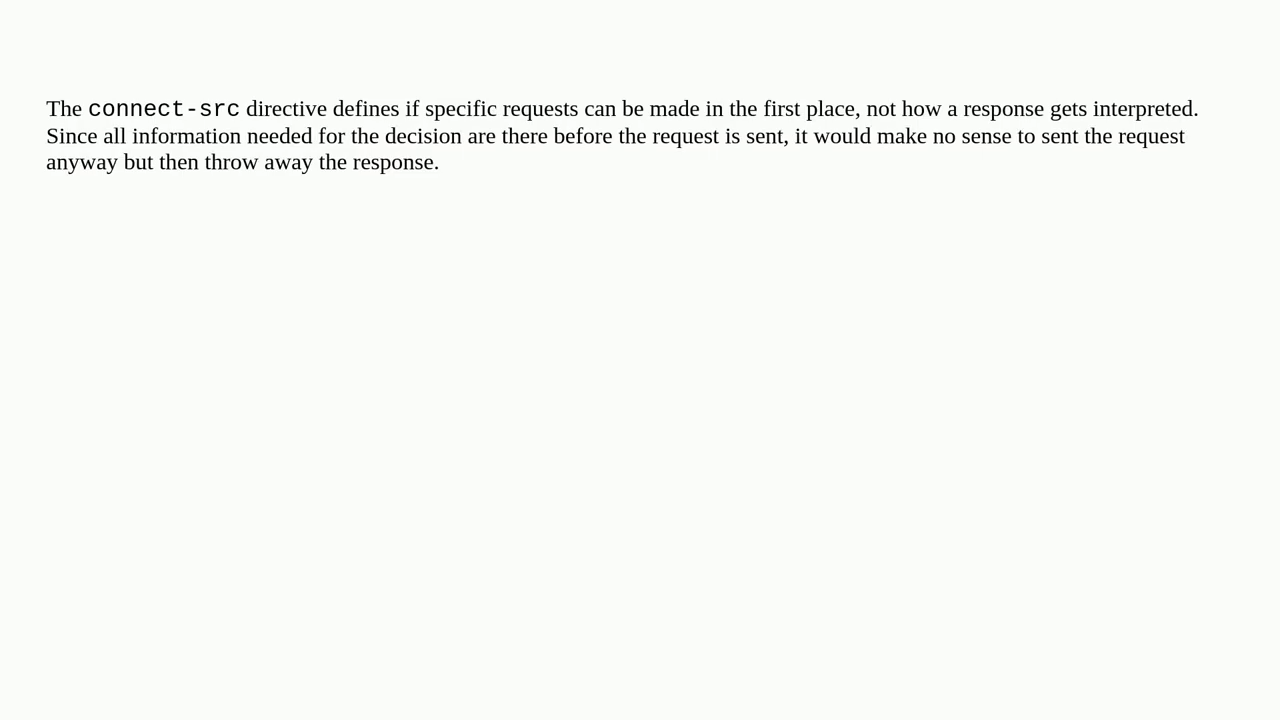 The connect-src directive defines if specific requests can be made in the first place, not how a response gets interpreted.
Since all information needed for the decision are there before the request is sent, it would make no sense to sent the request
anyway but then throw away the response.